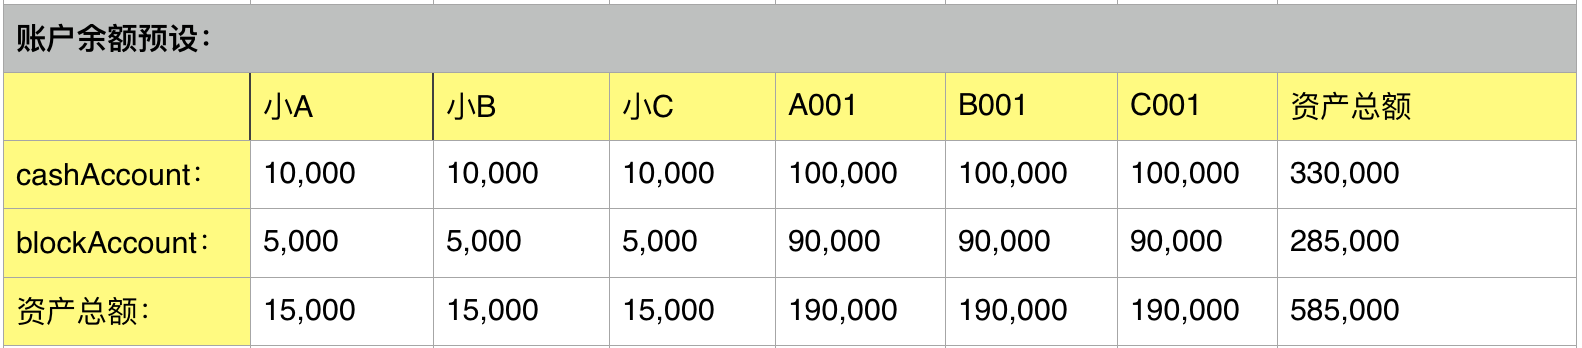 账户余额预设：
小A 小B 小C A001 B001 C001 资产总额
cashAccount： 10,000 10,000 10,000 100,000 100,000 100,000 330,000
blockAccount： 5,000 5,000 5,000 90,000 90,000 90,000 285,000
资产总额： 15,000 15,000 15,000 190,000 190,000 190,000 585,000